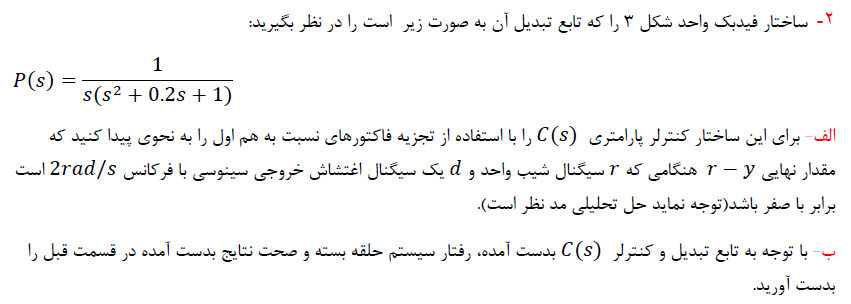 ۲- ساختار فیدبک واحد شکل ۳ را که تابع تبدیل آن به صورت زیر است را در نظر بگیرید:
P(s) = 1 / s(s² + 0.2s + 1)
الف- برای این ساختار کنترلر پارامتری C(s) را با استفاده از تجزیه فاکتورهای نسبت به هم اول را به نحوی پیدا کنید که
مقدار نهایی r − y هنگامی که r سیگنال شیب واحد و d یک سیگنال اغتشاش خروجی سینوسی با فرکانس 2rad/s است
برابر با صفر باشد(توجه نماید حل تحلیلی مد نظر است).
ب- با توجه به تابع تبدیل و کنترلر C(s) بدست آمده، رفتار سیستم حلقه بسته و صحت نتایج بدست آمده در قسمت قبل را
بدست آورید.